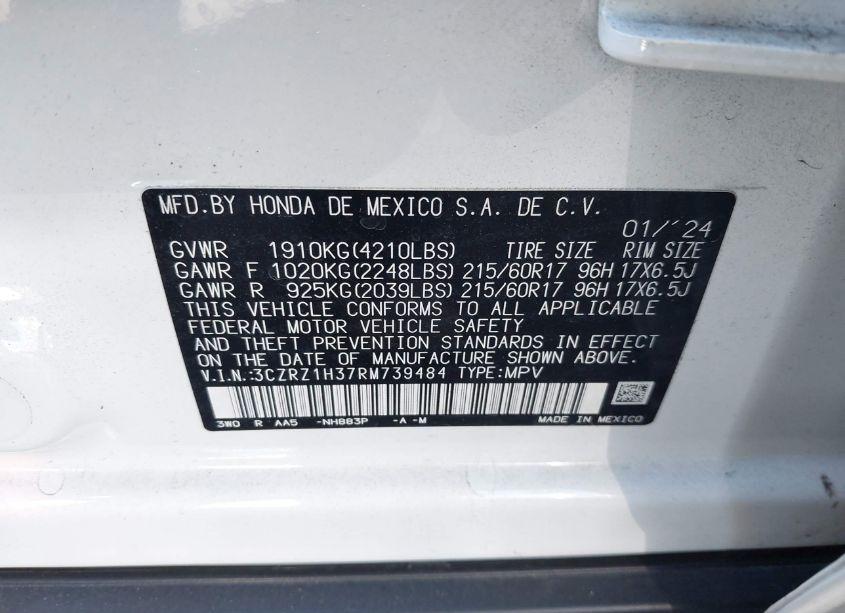 MFD.BY HONDA DE MEXICO S.A. DE C.V.
01/'24
GVWR 1910KG(4210LBS) TIRE SIZE RIM SIZE
GAWR F 1020KG(2248LBS) 215/60R17 96H 17X6.5J
GAWR R 925KG(2039LBS) 215/60R17 96H 17X6.5J
THIS VEHICLE CONFORMS TO ALL APPLICABLE
FEDERAL MOTOR VEHICLE SAFETY
AND THEFT PREVENTION STANDARDS IN EFFECT
ON THE DATE OF MANUFACTURE SHOWN ABOVE.
V.I.N.:3CZRZ1H37RM739484 TYPE:MPV
3W0 R AA5 -NH883P -A -M MADE IN MEXICO